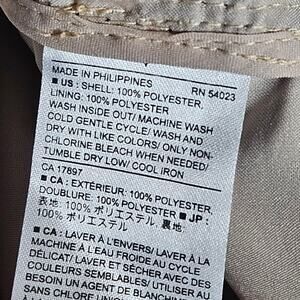 MADE IN PHILIPPINES RN 54023
■ US : SHELL: 100% POLYESTER,
LINING: 100% POLYESTER
WASH INSIDE OUT/ MACHINE WASH
COLD GENTLE CYCLE/ WASH AND
DRY WITH LIKE COLORS/ ONLY NON-
CHLORINE BLEACH WHEN NEEDED/
TUMBLE DRY LOW/ COOL IRON
CA 17897
■ CA : EXTÉRIEUR: 100% POLYESTER,
DOUBLURE: 100% POLYESTER ■ JP :
表地: 100% ポリエステル, 裏地:
100% ポリエステル
■ CA : LAVER À L'ENVERS/ LAVER À LA
MACHINE À L'EAU FROIDE AU CYCLE
DÉLICAT/ LAVER ET SÉCHER AVEC DES
COULEURS SEMBLABLES/ UTILISER AU
BESOIN UN AGENT DE BLANCHIM
SANS CHLORE UNIQUE